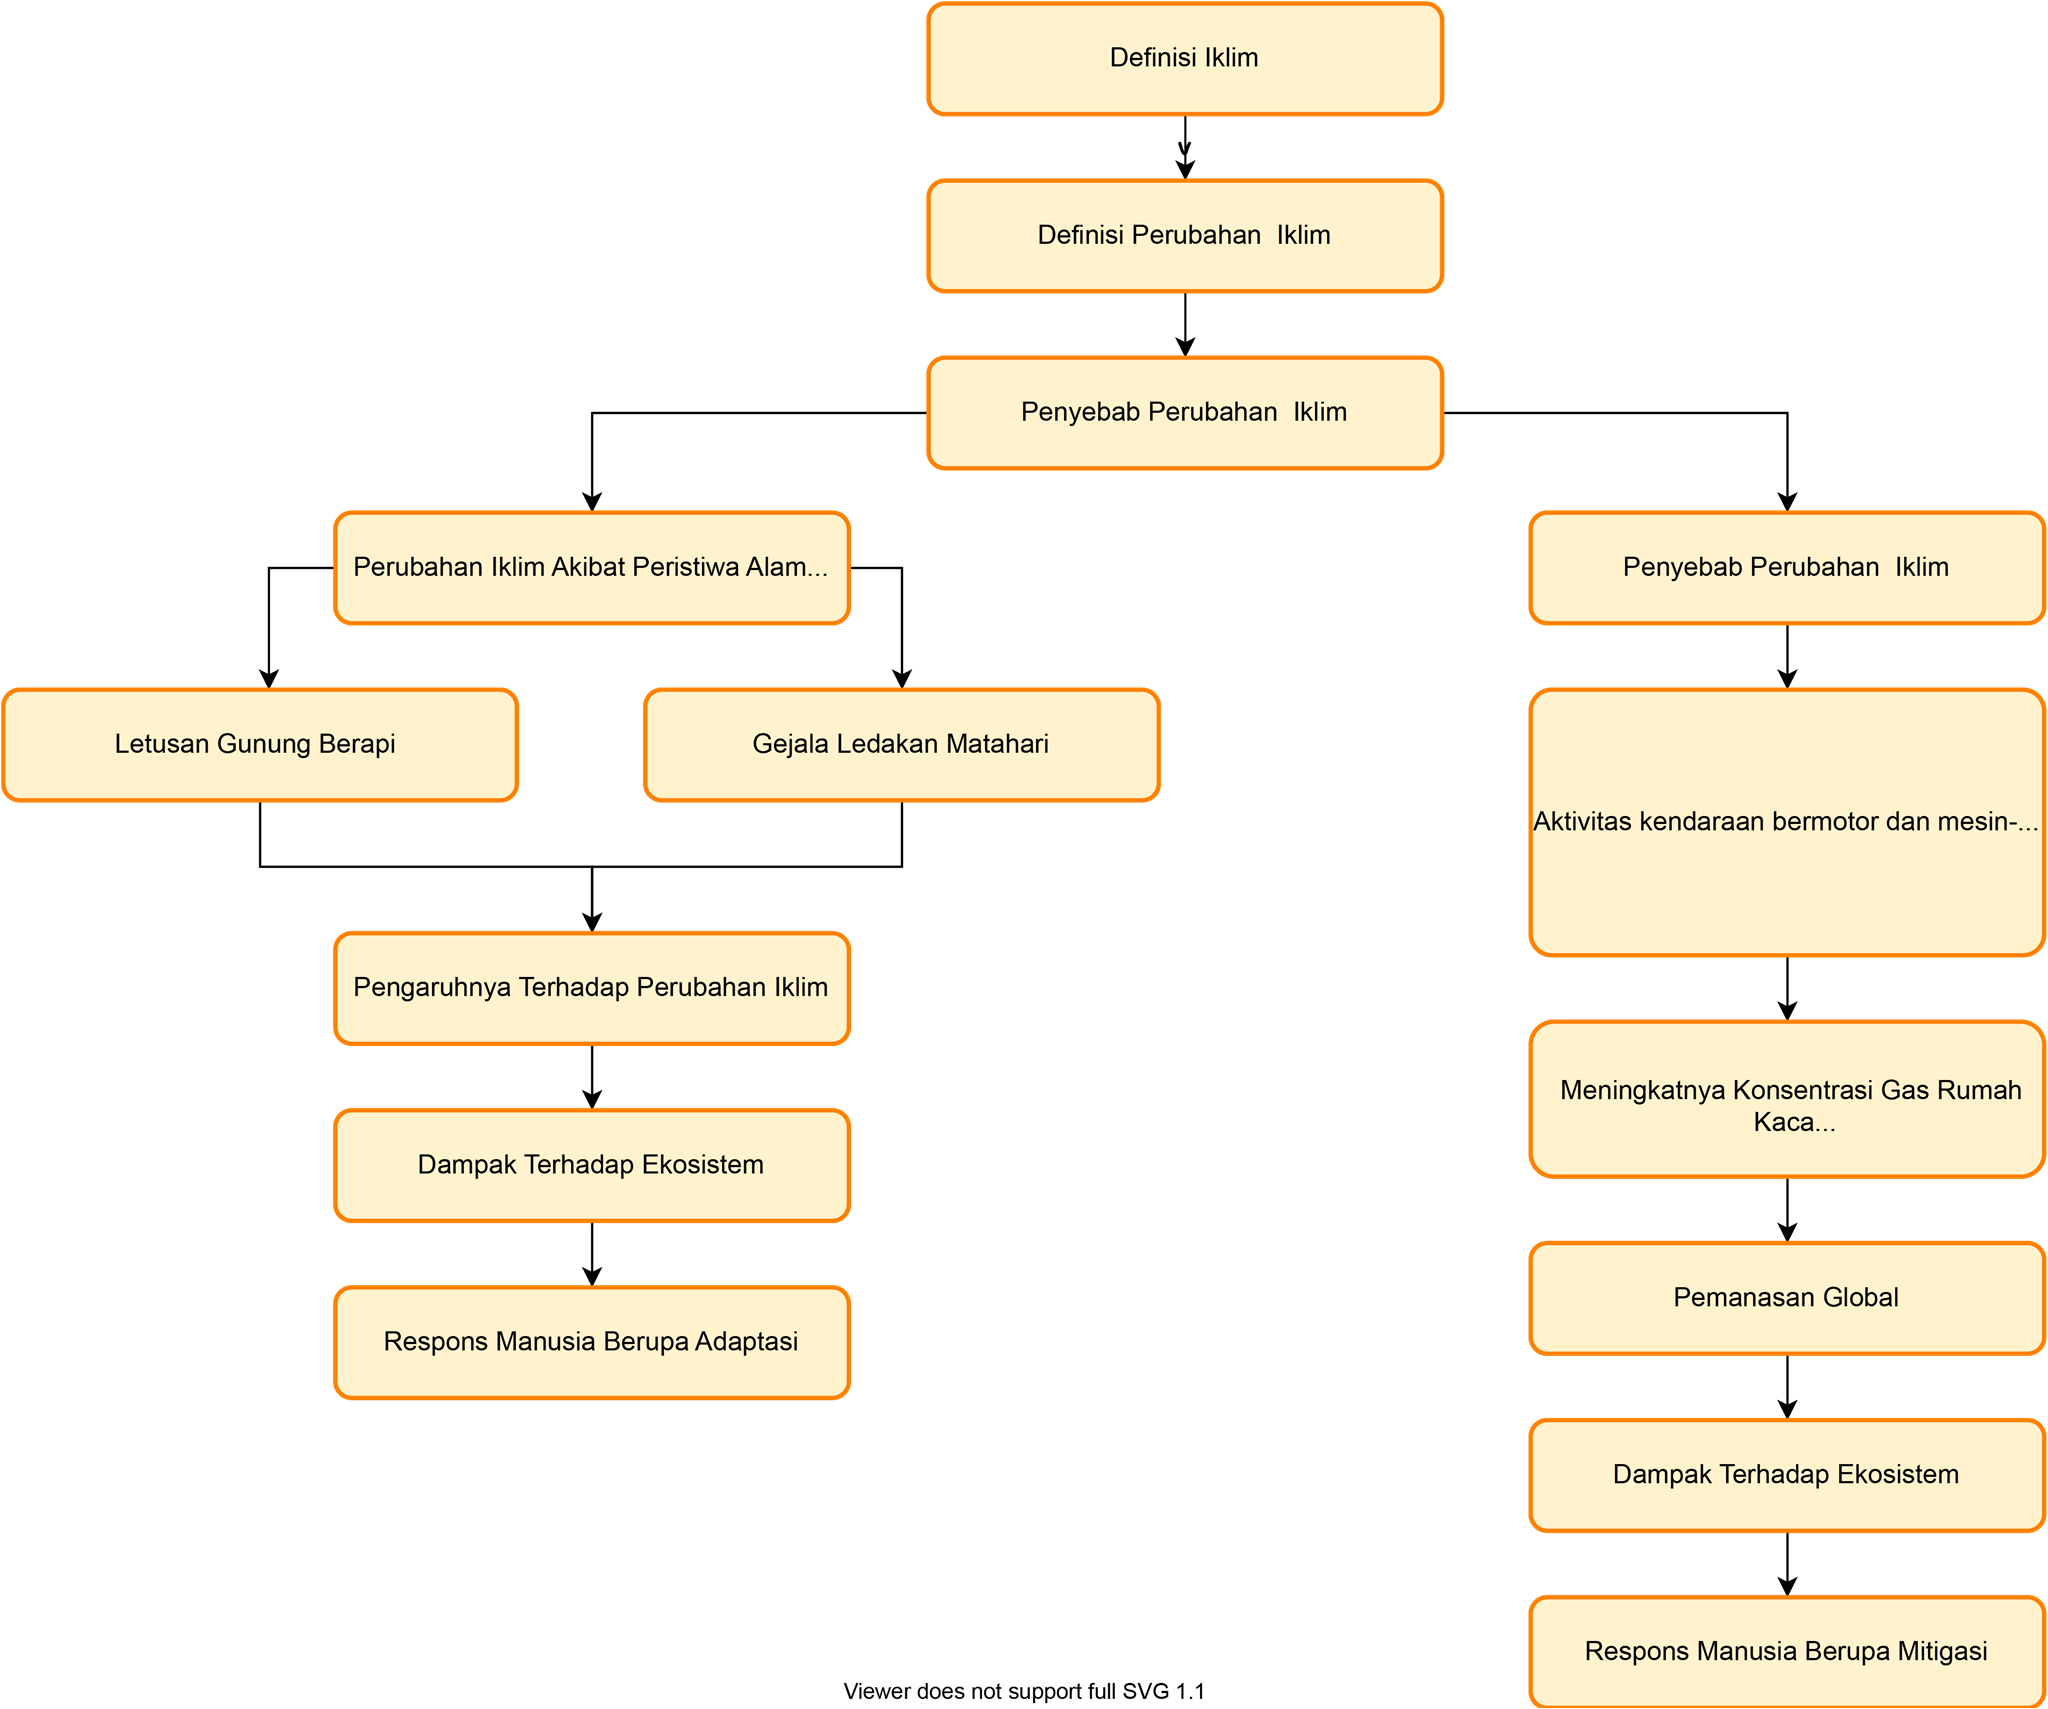 Definisi Iklim
Definisi Perubahan  Iklim
Penyebab Perubahan  Iklim
Perubahan Iklim Akibat Peristiwa Alam...
Penyebab Perubahan  Iklim
Letusan Gunung Berapi
Gejala Ledakan Matahari
Aktivitas kendaraan bermotor dan mesin-...
Pengaruhnya Terhadap Perubahan Iklim
Meningkatnya Konsentrasi Gas Rumah
Kaca...
Dampak Terhadap Ekosistem
Pemanasan Global
Respons Manusia Berupa Adaptasi
Dampak Terhadap Ekosistem
Respons Manusia Berupa Mitigasi
Viewer does not support full SVG 1.1